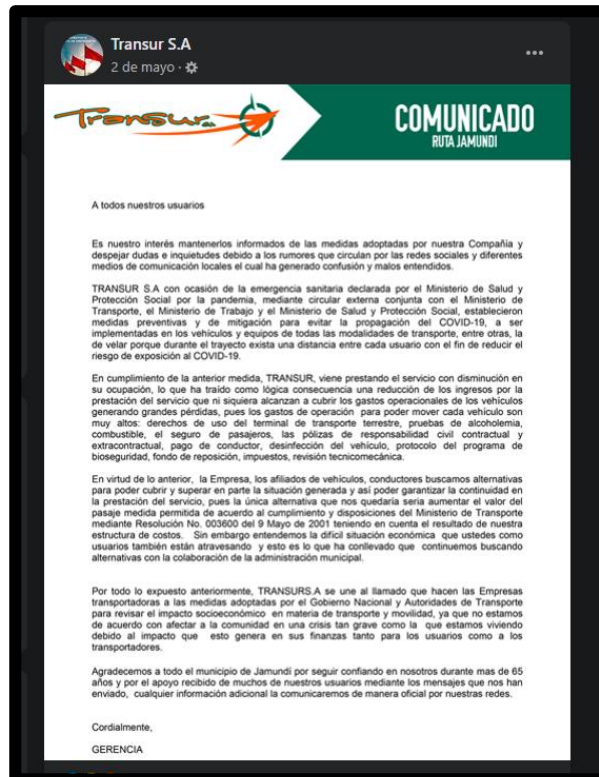 Transur S.A
2 de mayo ·
Transur S.A
COMUNICADO
RUTA JAMUNDI
A todos nuestros usuarios
Es nuestro interés mantenerlos informados de las medidas adoptadas por nuestra Compañía y
despejar dudas e inquietudes debido a los rumores que circulan por las redes sociales y diferentes
medios de comunicación locales el cual ha generado confusión y malos entendidos.
TRANSUR S.A con ocasión de la emergencia sanitaria declarada por el Ministerio de Salud y
Protección Social por la pandemia, mediante circular externa conjunta con el Ministerio de
Transporte, el Ministerio de Trabajo y el Ministerio de Salud y Protección Social, establecieron
medidas preventivas y de mitigación para evitar la propagación del COVID-19, a ser
implementadas en los vehículos y equipos de todas las modalidades de transporte, entre otras, la
de velar porque durante el trayecto exista una distancia entre cada usuario con el fin de reducir el
riesgo de exposición al COVID-19.
En cumplimiento de la anterior medida, TRANSUR, viene prestando el servicio con disminución en
su ocupación, lo que ha traído como lógica consecuencia una reducción de los ingresos por la
prestación del servicio que ni siquiera alcanzan a cubrir los gastos operacionales de los vehículos
generando grandes pérdidas, pues los gastos de operación para poder mover cada vehículo son
muy altos: derechos de uso del terminal de transporte terrestre, pruebas de alcoholemia,
combustible, el seguro de pasajeros, las pólizas de responsabilidad civil contractual y
extracontractual, pago de conductor, desinfección del vehículo, protocolo del programa de
bioseguridad, fondo de reposición, impuestos, revisión tecnicomecánica.
En virtud de lo anterior, la Empresa, los afiliados de vehículos, conductores buscamos alternativas
para poder cubrir y superar en parte la situación generada y así poder garantizar la continuidad en
la prestación del servicio, pues la única alternativa que nos quedaría seria aumentar el valor del
pasaje medida permitida de acuerdo al cumplimiento y disposiciones del Ministerio de Transporte
mediante Resolución No. 003600 del 9 Mayo de 2001 teniendo en cuenta el resultado de nuestra
estructura de costos. Sin embargo entendemos la difícil situación económica que ustedes como
usuarios también están atravesando y esto es lo que ha conllevado que continuemos buscando
alternativas con la colaboración de la administración municipal.
Por todo lo expuesto anteriormente, TRANSURS.A se une al llamado que hacen las Empresas
transportadoras a las medidas adoptadas por el Gobierno Nacional y Autoridades de Transporte
para revisar el impacto socioeconómico en materia de transporte y movilidad, ya que no estamos
de acuerdo con afectar a la comunidad en una crisis tan grave como la que estamos viviendo
debido al impacto que esto genera en sus finanzas tanto para los usuarios como a los
transportadores.
Agradecemos a todo el municipio de Jamundí por seguir confiando en nosotros durante mas de 65
años y por el apoyo recibido de muchos de nuestros usuarios mediante los mensajes que nos han
enviado, cualquier información adicional la comunicaremos de manera oficial por nuestras redes.
Cordialmente,
GERENCIA